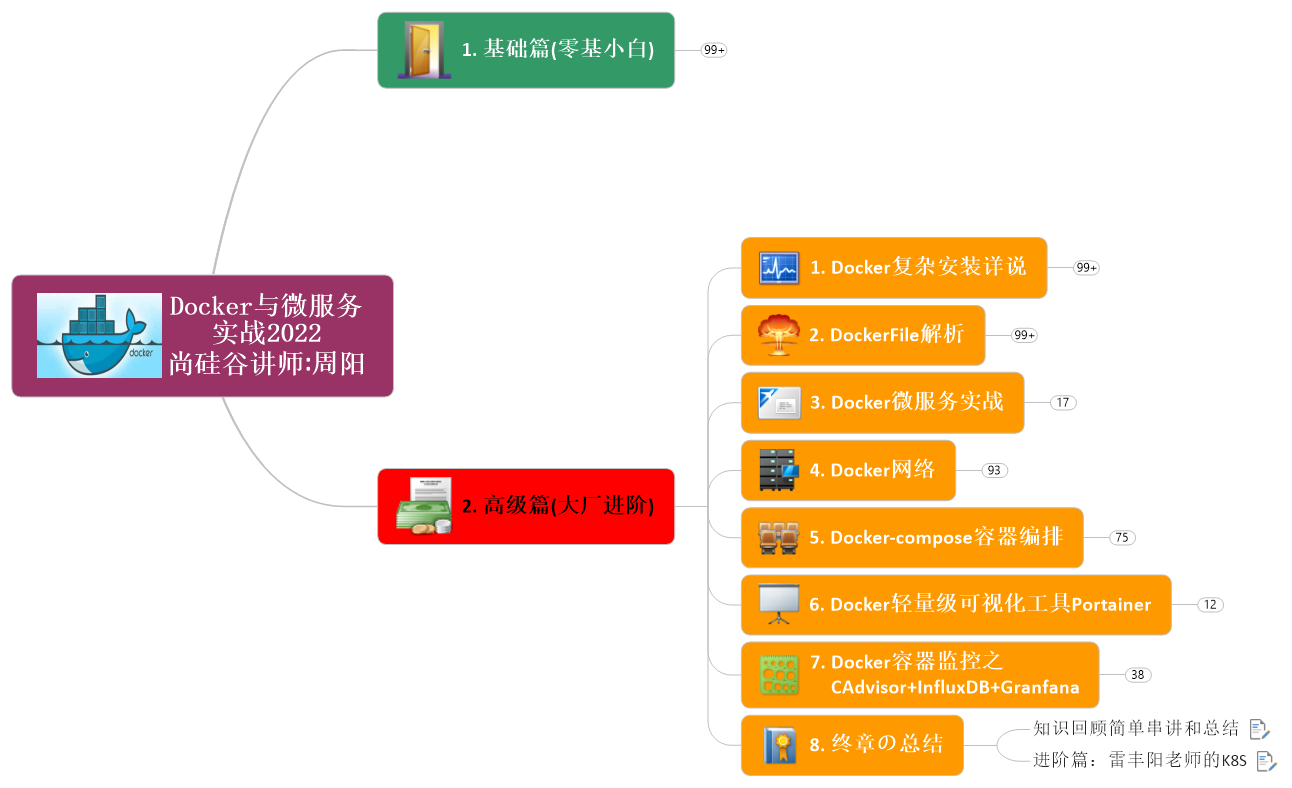 1. 基础篇(零基小白)
99+
Docker与微服务
实战2022
尚硅谷讲师:周阳
docker
2. 高级篇(大厂进阶)
1. Docker复杂安装详说
99+
2. DockerFile解析
99+
3. Docker微服务实战
17
4. Docker网络
93
5. Docker-compose容器编排
75
6. Docker轻量级可视化工具Portainer
12
7. Docker容器监控之
CAdvisor+InfluxDB+Granfana
38
8. 终章の总结
知识回顾简单串讲和总结
进阶篇：雷丰阳老师的K8S